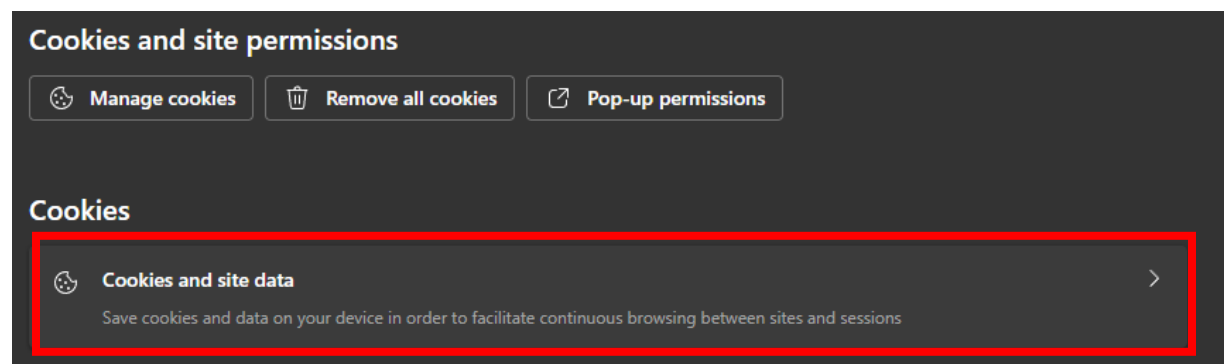 Cookies and site permissions
Manage cookies Remove all cookies Pop-up permissions
Cookies
Cookies and site data
Save cookies and data on your device in order to facilitate continuous browsing between sites and sessions